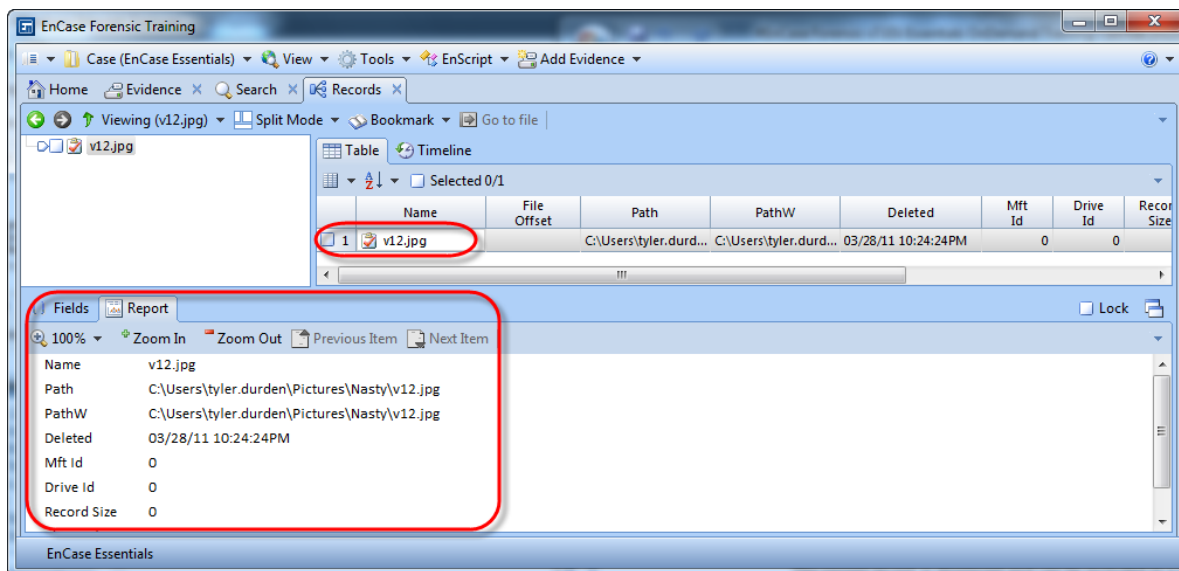 EnCase Forensic Training
Case (EnCase Essentials) View Tools EnScript Add Evidence
Home Evidence Search Records
Viewing (v12.jpg) Split Mode Bookmark Go to file
v12.jpg
Table Timeline
Selected 0/1
Name File Offset Path PathW Deleted Mft Id Drive Id Recor Size
1 v12.jpg C:\Users\tyler.durd... C:\Users\tyler.durd... 03/28/11 10:24:24PM 0 0
Fields Report Lock
100% Zoom In Zoom Out Previous Item Next Item
Name v12.jpg
Path C:\Users\tyler.durden\Pictures\Nasty\v12.jpg
PathW C:\Users\tyler.durden\Pictures\Nasty\v12.jpg
Deleted 03/28/11 10:24:24PM
Mft Id 0
Drive Id 0
Record Size 0
EnCase Essentials